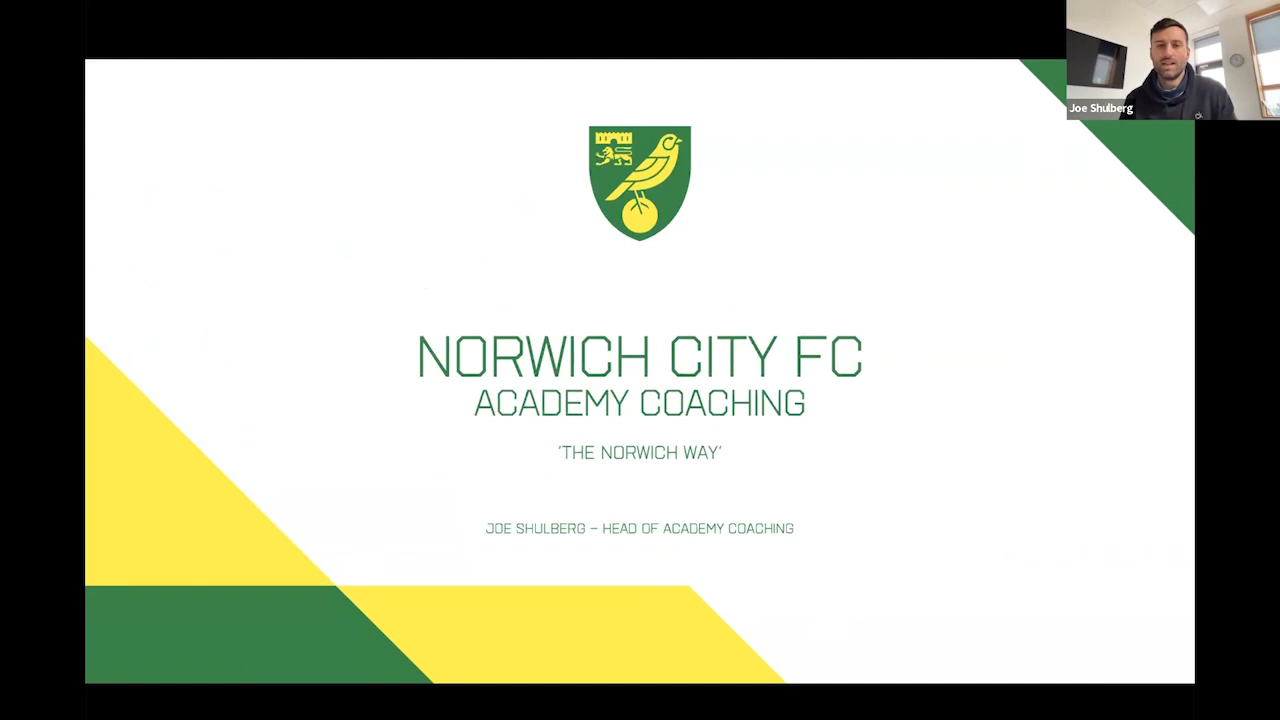 Joe Shulberg
NORWICH CITY FC
ACADEMY COACHING
'THE NORWICH WAY'
JOE SHULBERG – HEAD OF ACADEMY COACHING